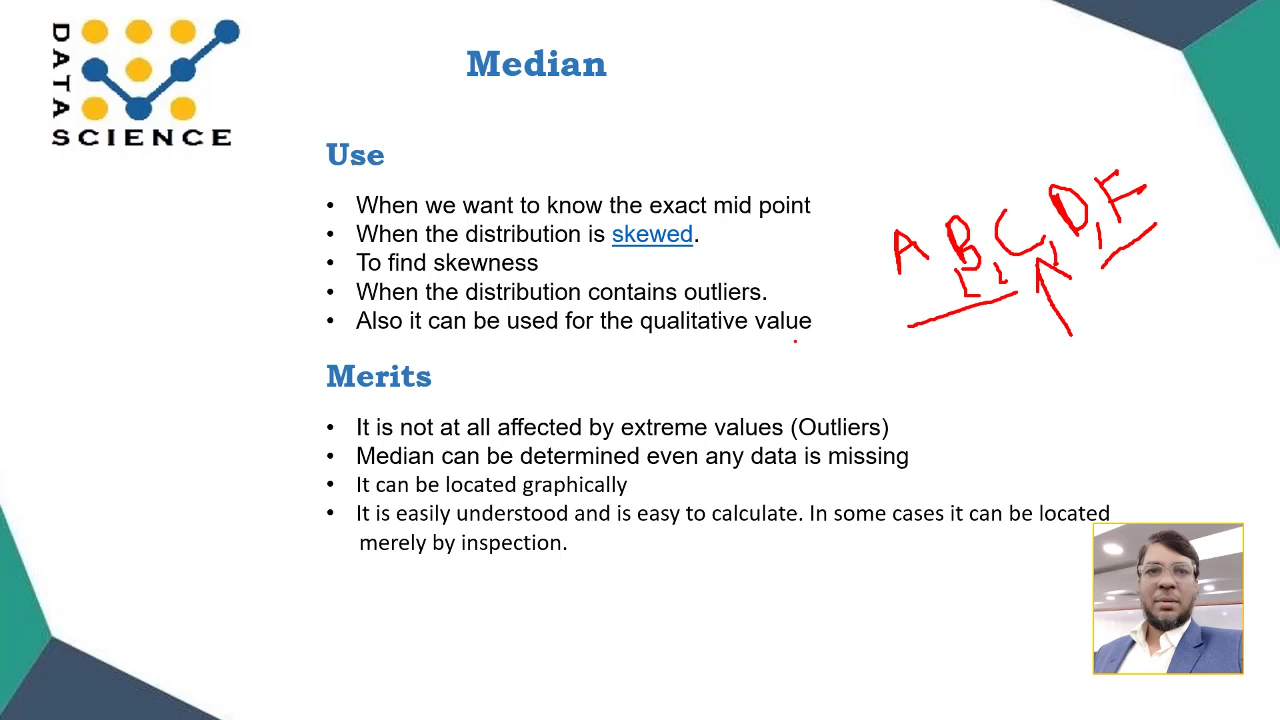 DATA
SCIENCE
Median
Use
• When we want to know the exact mid point
• When the distribution is skewed.
• To find skewness
• When the distribution contains outliers.
• Also it can be used for the qualitative value
A B, C, D, F
Merits
• It is not at all affected by extreme values (Outliers)
• Median can be determined even any data is missing
• It can be located graphically
• It is easily understood and is easy to calculate. In some cases it can be located
merely by inspection.